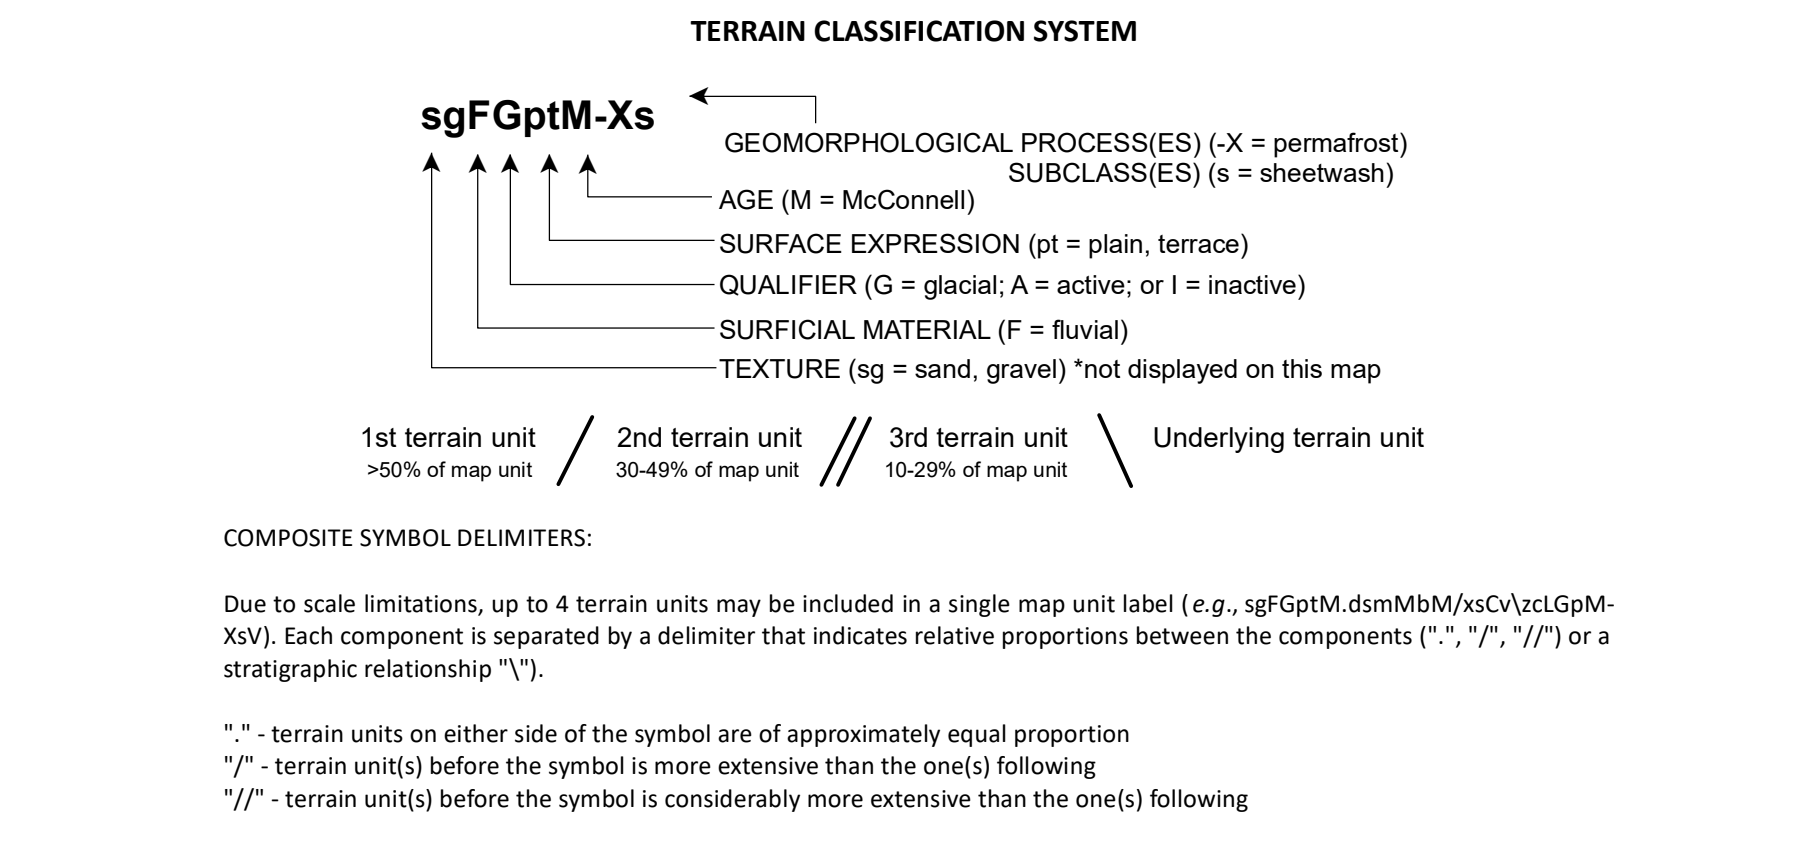 TERRAIN CLASSIFICATION SYSTEM
sgFGptM-Xs
GEOMORPHOLOGICAL PROCESS(ES) (-X = permafrost)
SUBCLASS(ES) (s = sheetwash)
AGE (M = McConnell)
SURFACE EXPRESSION (pt = plain, terrace)
QUALIFIER (G = glacial; A = active; or I = inactive)
SURFICIAL MATERIAL (F = fluvial)
TEXTURE (sg = sand, gravel) *not displayed on this map
1st terrain unit / 2nd terrain unit // 3rd terrain unit \ Underlying terrain unit
>50% of map unit 30-49% of map unit 10-29% of map unit
COMPOSITE SYMBOL DELIMITERS:
Due to scale limitations, up to 4 terrain units may be included in a single map unit label (e.g., sgFGptM.dsmMbM/xsCv\zcLGpM-
XsV). Each component is separated by a delimiter that indicates relative proportions between the components (".", "/", "//") or a
stratigraphic relationship "\").
"." - terrain units on either side of the symbol are of approximately equal proportion
"/" - terrain unit(s) before the symbol is more extensive than the one(s) following
"//" - terrain unit(s) before the symbol is considerably more extensive than the one(s) following